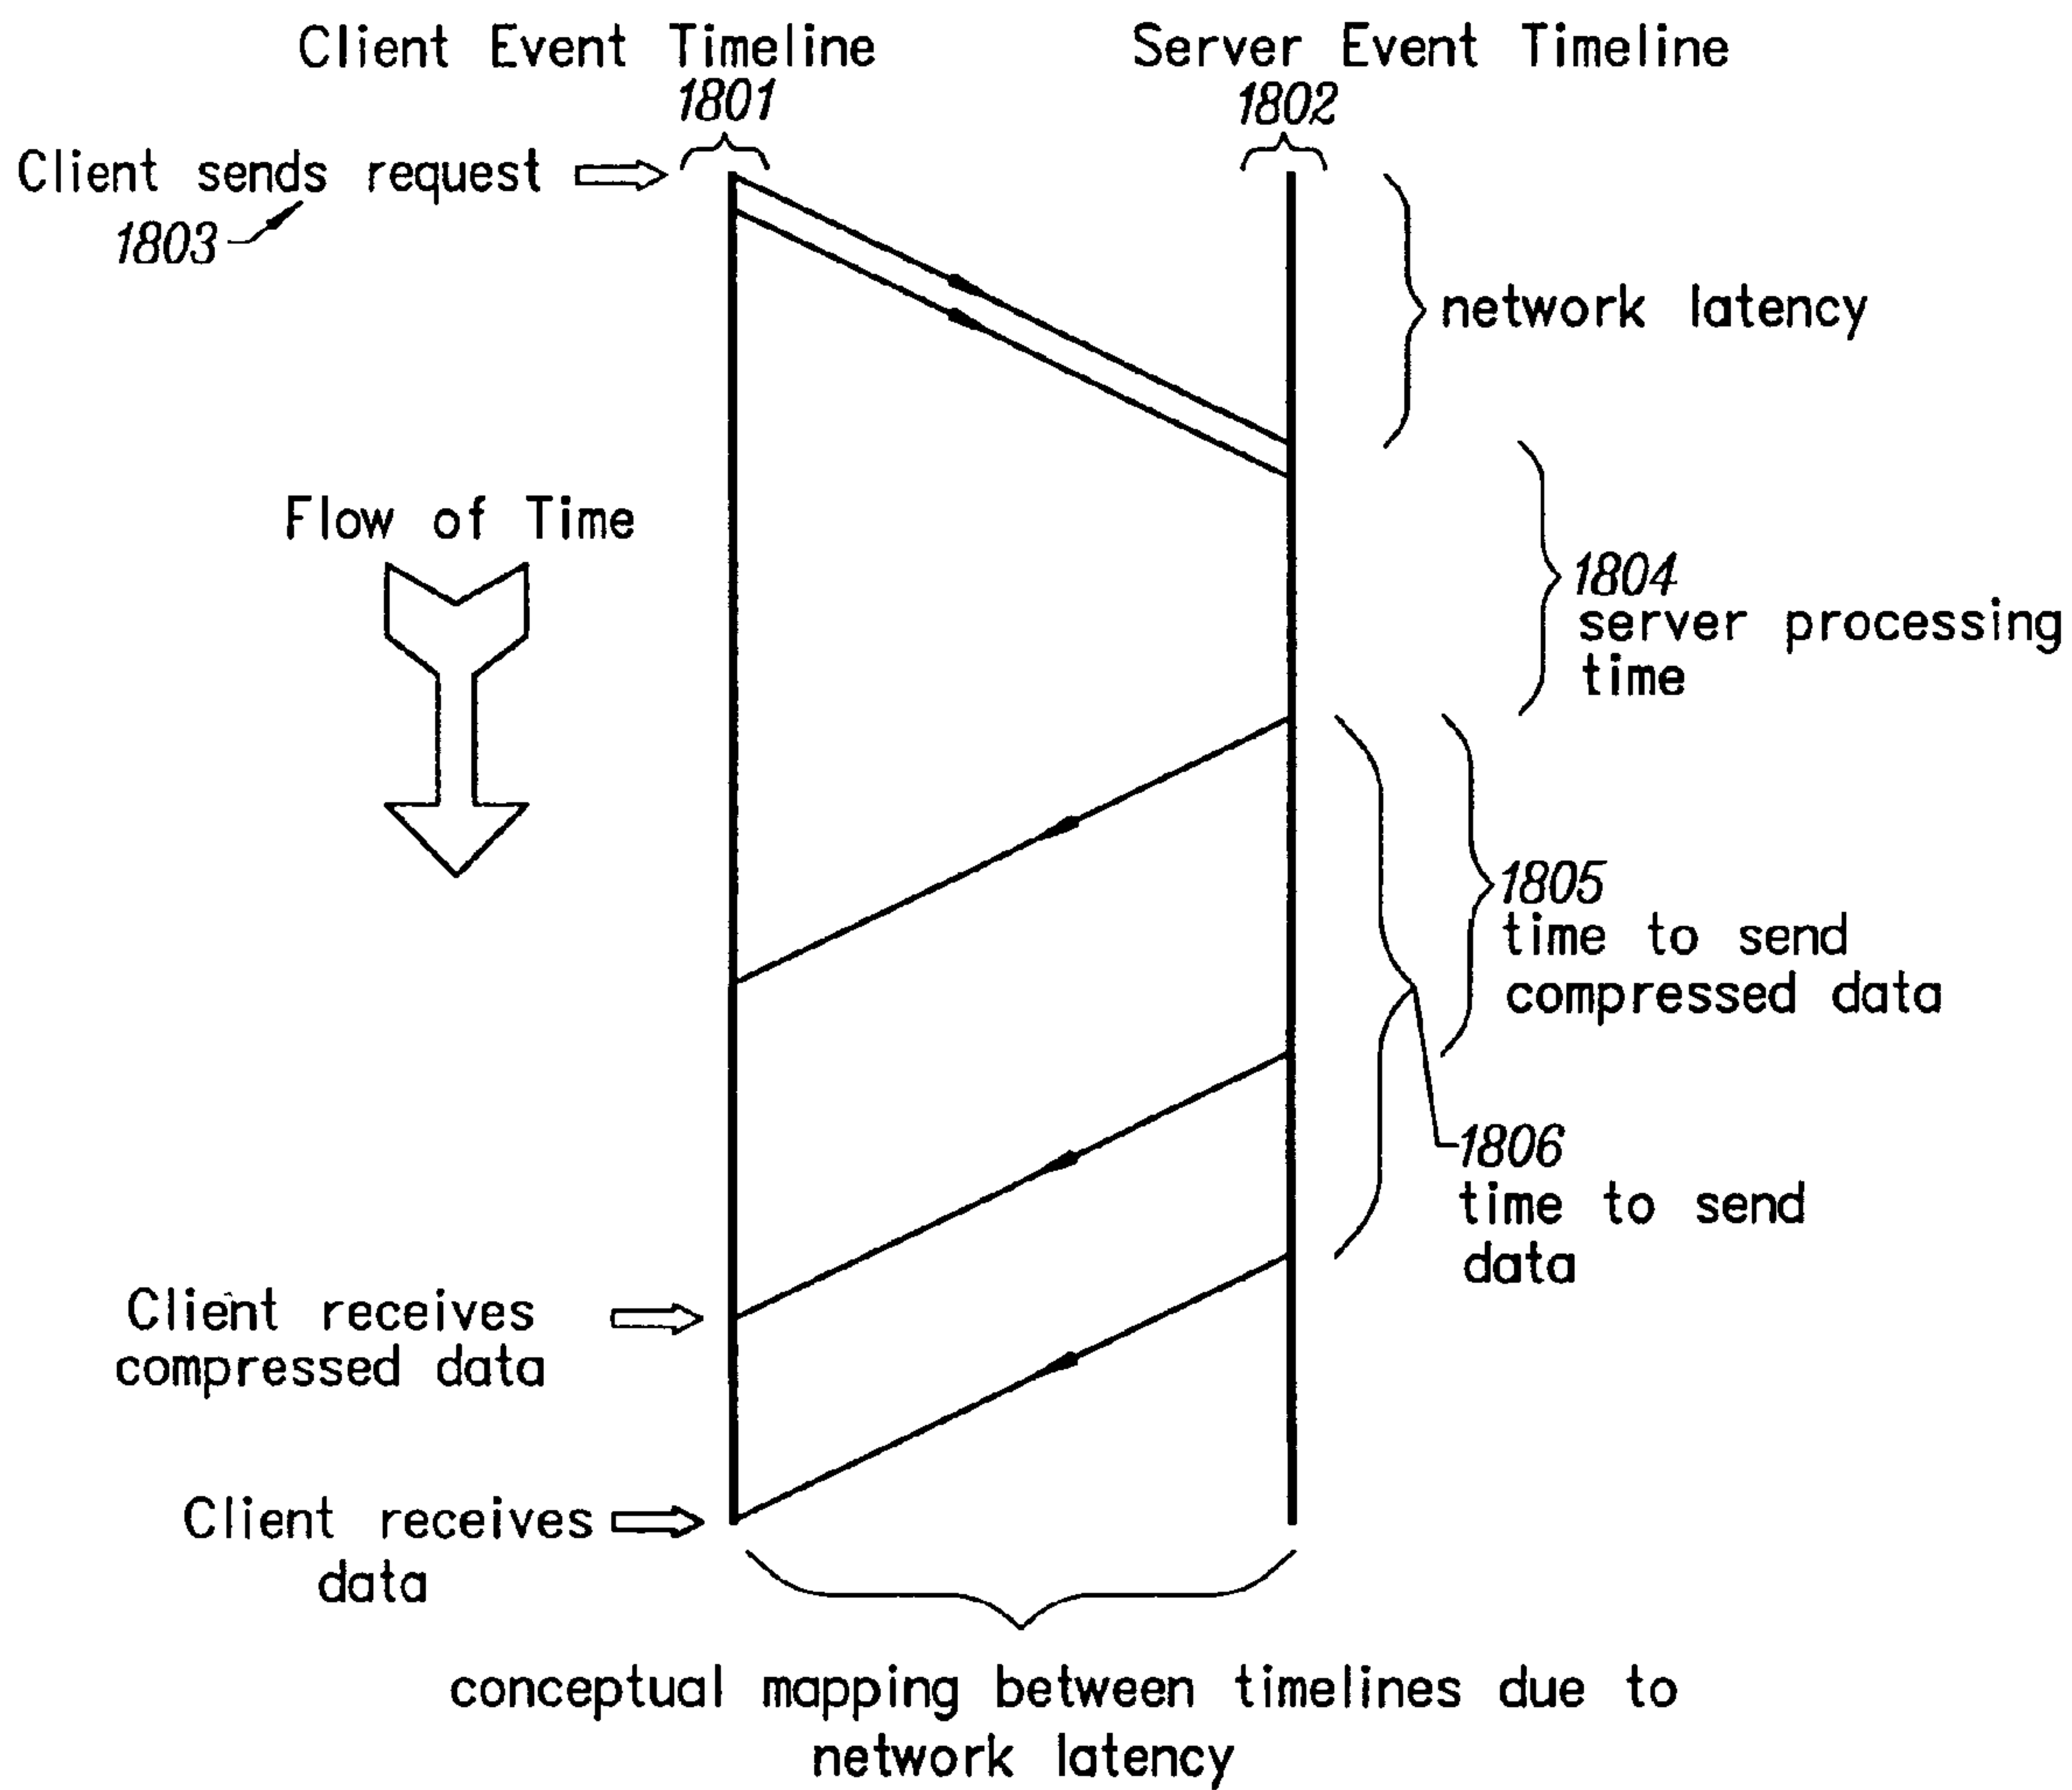 Client Event Timeline
1801
Server Event Timeline
1802
Client sends request
1803
network latency
Flow of Time
1804
server processing
time
1805
time to send
compressed data
1806
time to send
data
Client receives
compressed data
Client receives
data
conceptual mapping between timelines due to
network latency